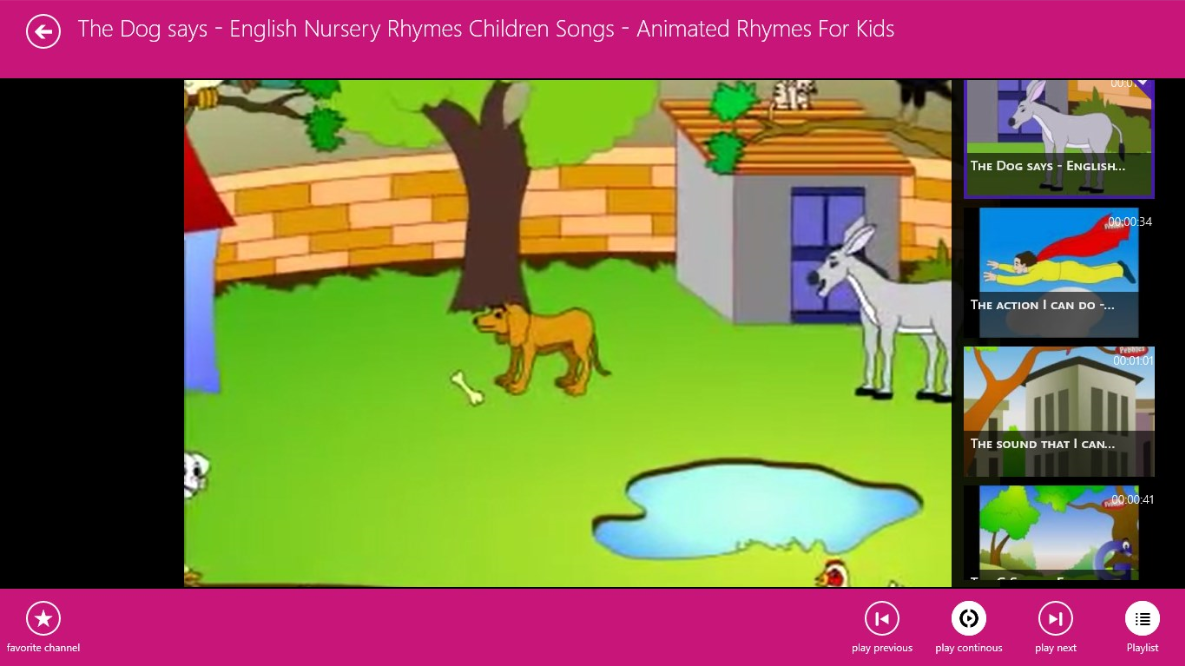 The Dog says - English Nursery Rhymes Children Songs - Animated Rhymes For Kids
The Dog says - English...
00:00:34
The action I can do -...
Pebbles
00:01:01
The sound that I can...
00:00:41
favorite channel
play previous
play continous
play next
Playlist